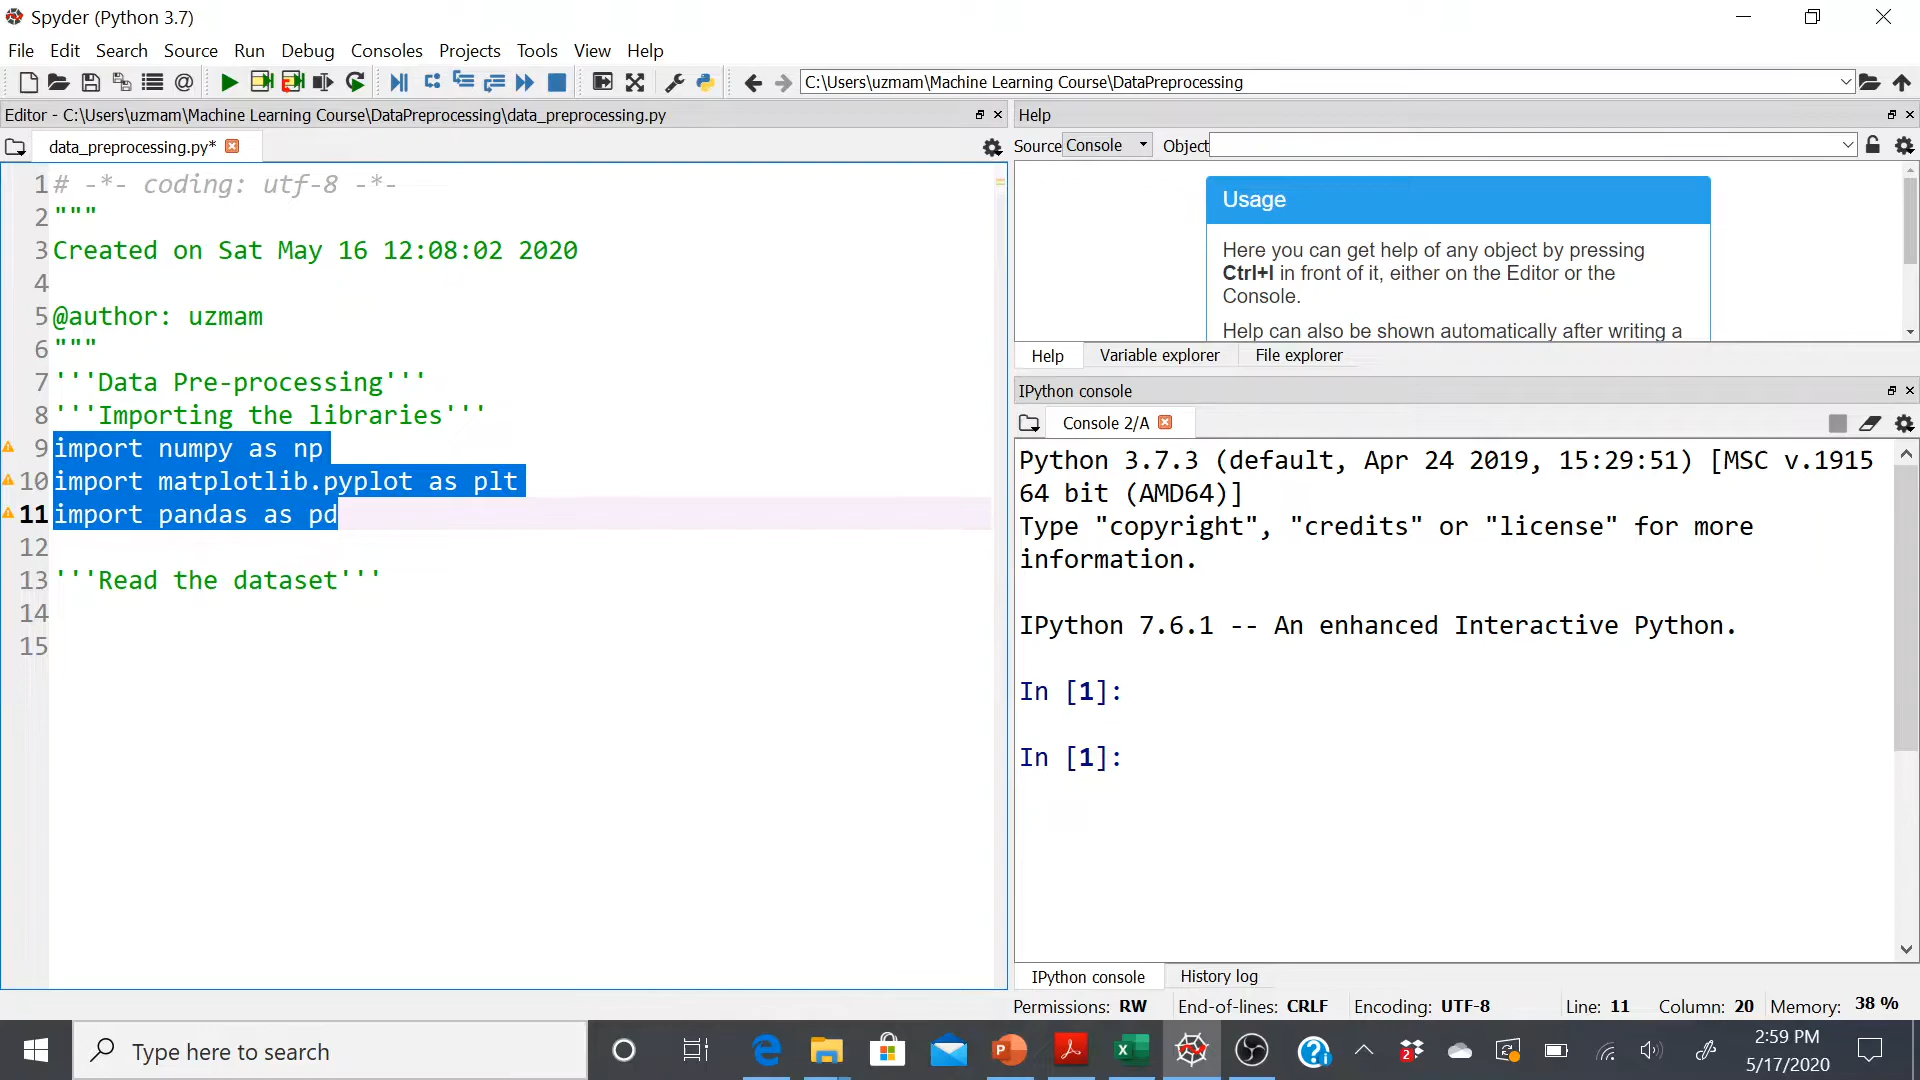 Spyder (Python 3.7)
File Edit Search Source Run Debug Consoles Projects Tools View Help
C:\Users\uzmam\Machine Learning Course\DataPreprocessing
Editor - C:\Users\uzmam\Machine Learning Course\DataPreprocessing\data_preprocessing.py
data_preprocessing.py*
1 # -*- coding: utf-8 -*-
2 """
3 Created on Sat May 16 12:08:02 2020
4
5 @author: uzmam
6 """
7 '''Data Pre-processing'''
8 '''Importing the libraries'''
9 import numpy as np
10 import matplotlib.pyplot as plt
11 import pandas as pd
12
13 '''Read the dataset'''
14
15
Help
Source Console Object
Usage
Here you can get help of any object by pressing
Ctrl+I in front of it, either on the Editor or the
Console.
Help can also be shown automatically after writing a
Help Variable explorer File explorer
IPython console
Console 2/A
Python 3.7.3 (default, Apr 24 2019, 15:29:51) [MSC v.1915
64 bit (AMD64)]
Type "copyright", "credits" or "license" for more
information.
IPython 7.6.1 -- An enhanced Interactive Python.
In [1]:
In [1]:
IPython console History log
Permissions: RW End-of-lines: CRLF Encoding: UTF-8 Line: 11 Column: 20 Memory: 38 %
Type here to search
2:59 PM
5/17/2020